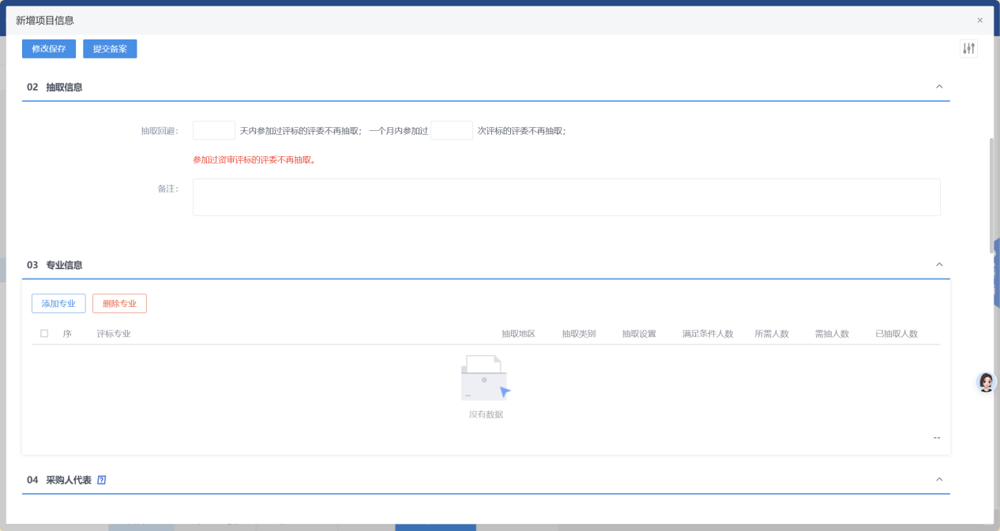 新增项目信息
修改保存 提交备案
02 抽取信息
抽取回避： 天内参加过评标的评委不再抽取； 一个月内参加过 次评标的评委不再抽取；
参加过资审评标的评委不再抽取。
备注：
03 专业信息
添加专业 删除专业
序 评标专业 抽取地区 抽取类别 抽取设置 满足条件人数 所需人数 需抽人数 已抽取人数
没有数据
--
04 采购人代表 ?